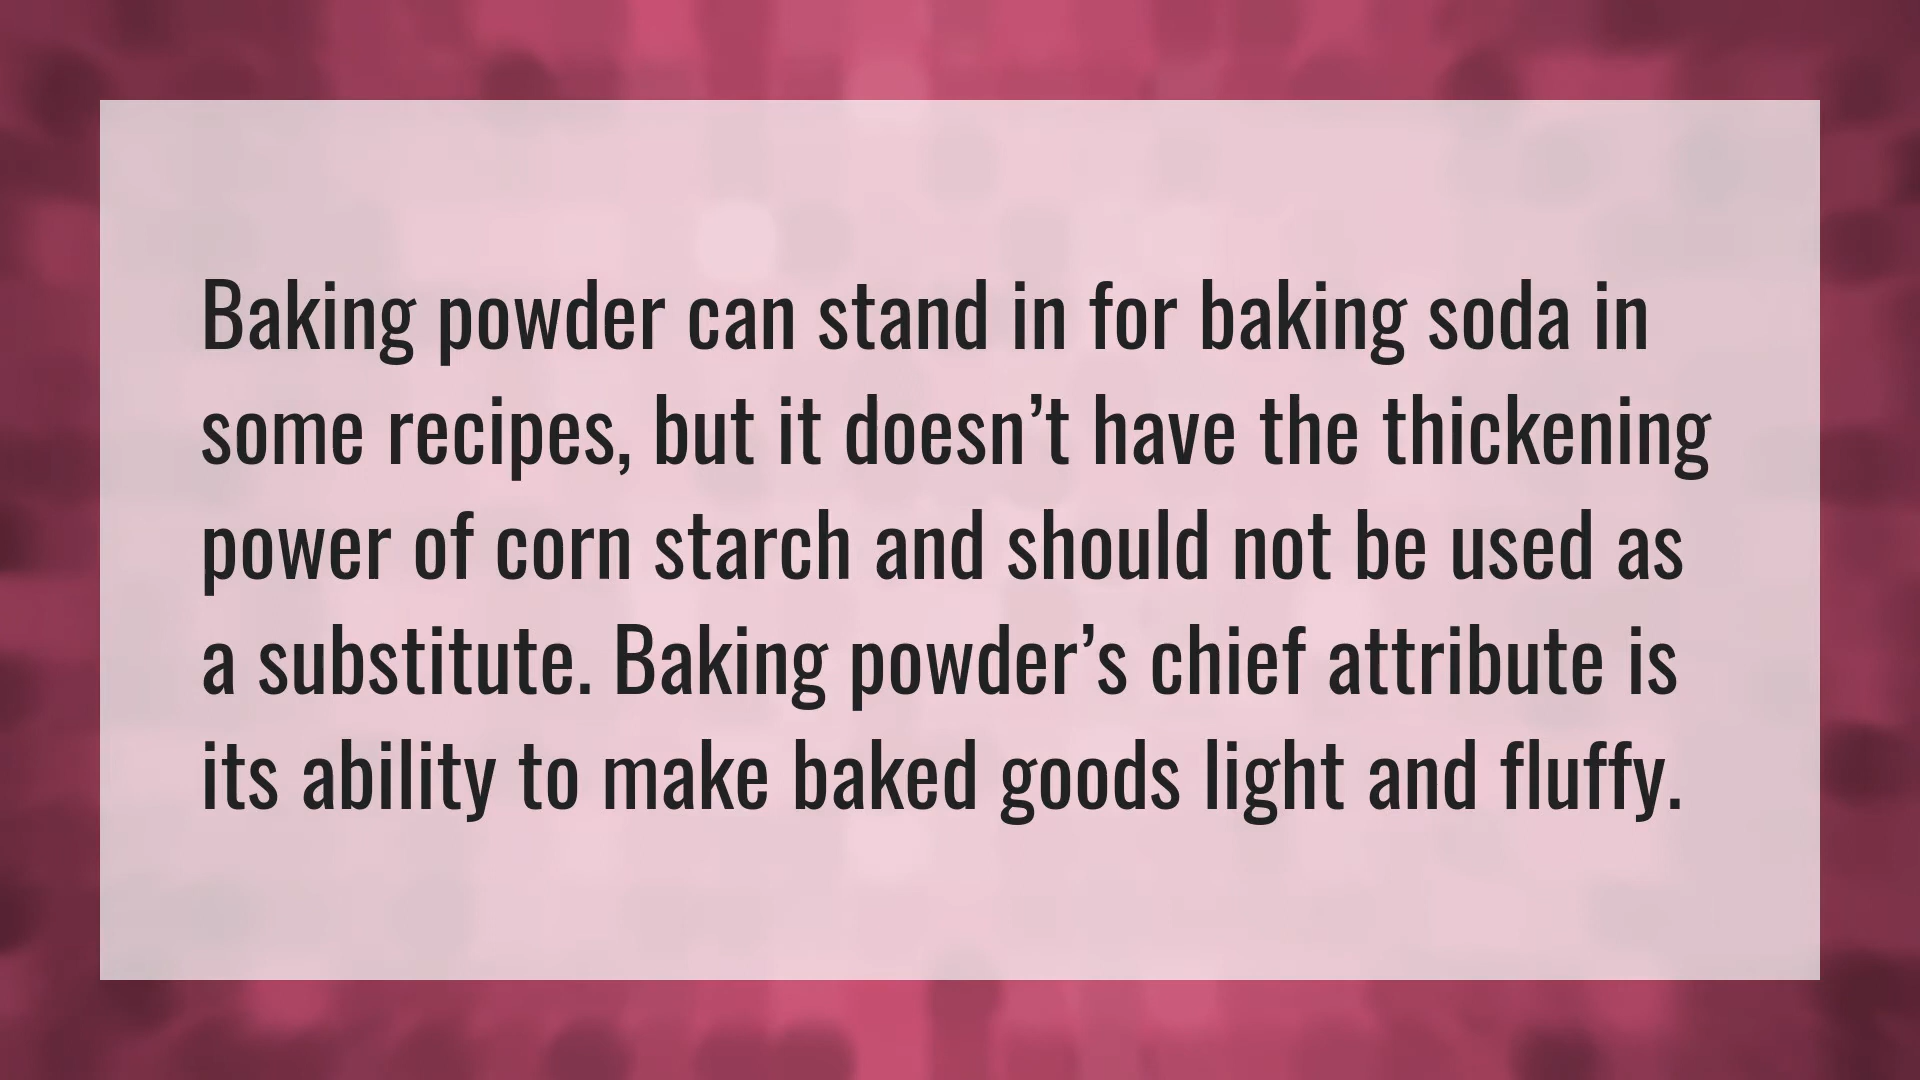 Baking powder can stand in for baking soda in
some recipes, but it doesn’t have the thickening
power of corn starch and should not be used as
a substitute. Baking powder’s chief attribute is
its ability to make baked goods light and fluffy.